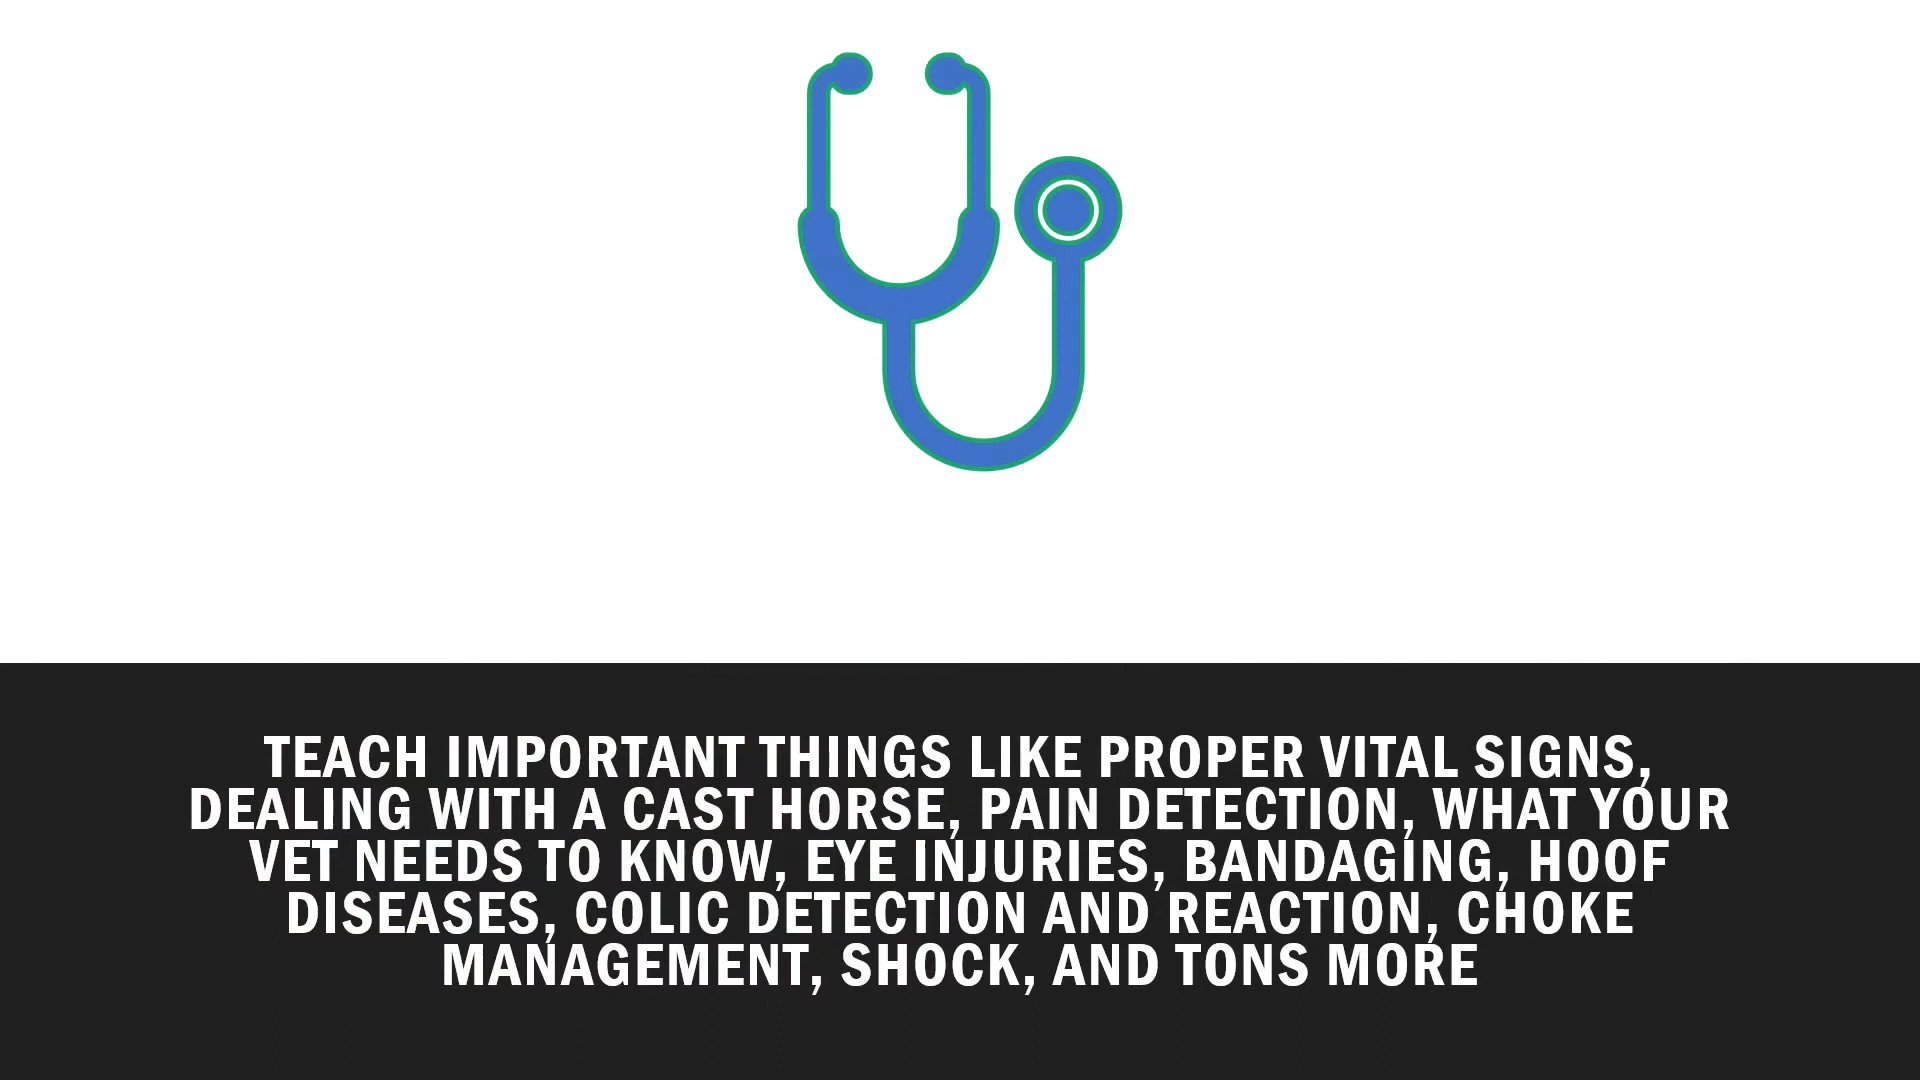 TEACH IMPORTANT THINGS LIKE PROPER VITAL SIGNS,
DEALING WITH A CAST HORSE, PAIN DETECTION, WHAT YOUR
VET NEEDS TO KNOW, EYE INJURIES, BANDAGING, HOOF
DISEASES, COLIC DETECTION AND REACTION, CHOKE
MANAGEMENT, SHOCK, AND TONS MORE